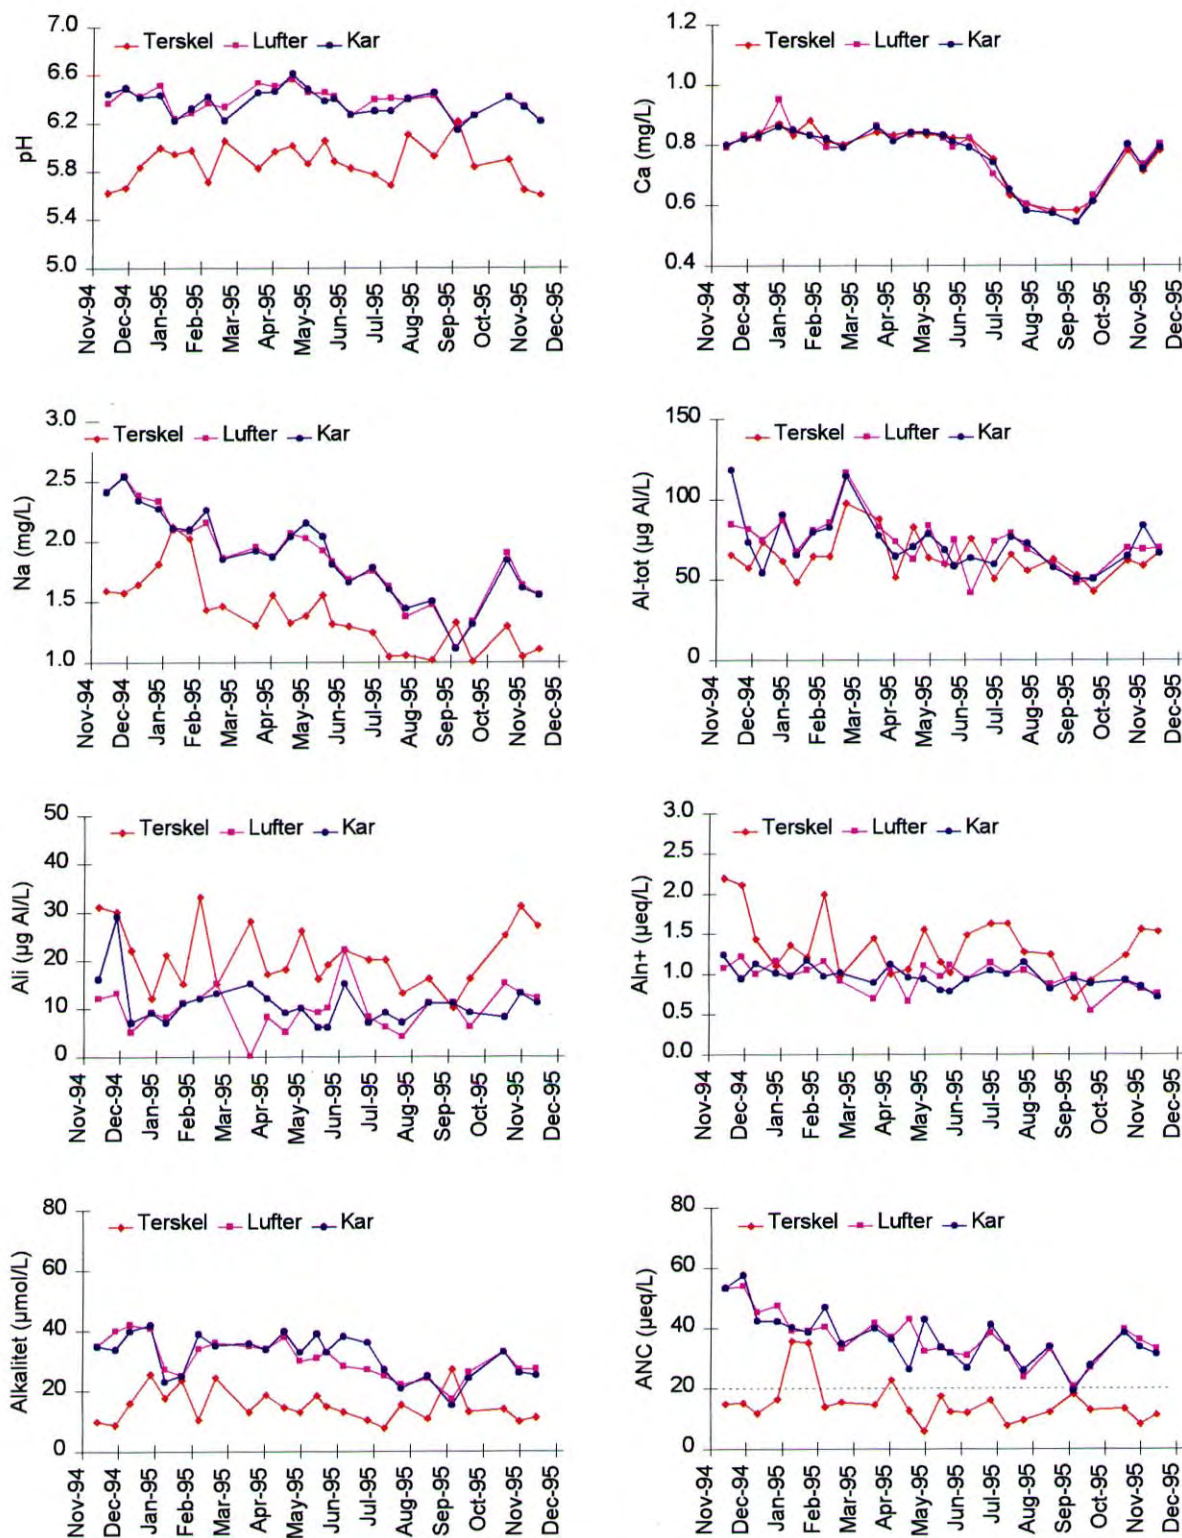 7.0
Terskel Lufter Kar
6.6
6.2
5.8
5.4
5.0
pH
Nov-94 Dec-94 Jan-95 Feb-95 Mar-95 Apr-95 May-95 Jun-95 Jul-95 Aug-95 Sep-95 Oct-95 Nov-95 Dec-95
1.2
Terskel Lufter Kar
1.0
0.8
0.6
0.4
Ca (mg/L)
Nov-94 Dec-94 Jan-95 Feb-95 Mar-95 Apr-95 May-95 Jun-95 Jul-95 Aug-95 Sep-95 Oct-95 Nov-95 Dec-95
3.0
Terskel Lufter Kar
2.5
2.0
1.5
1.0
Na (mg/L)
Nov-94 Dec-94 Jan-95 Feb-95 Mar-95 Apr-95 May-95 Jun-95 Jul-95 Aug-95 Sep-95 Oct-95 Nov-95 Dec-95
150
Terskel Lufter Kar
100
50
0
Al-tot (µg Al/L)
Nov-94 Dec-94 Jan-95 Feb-95 Mar-95 Apr-95 May-95 Jun-95 Jul-95 Aug-95 Sep-95 Oct-95 Nov-95 Dec-95
50
Terskel Lufter Kar
40
30
20
10
0
Ali (µg Al/L)
Nov-94 Dec-94 Jan-95 Feb-95 Mar-95 Apr-95 May-95 Jun-95 Jul-95 Aug-95 Sep-95 Oct-95 Nov-95 Dec-95
3.0
Terskel Lufter Kar
2.5
2.0
1.5
1.0
0.5
0.0
Aln+ (µeq/L)
Nov-94 Dec-94 Jan-95 Feb-95 Mar-95 Apr-95 May-95 Jun-95 Jul-95 Aug-95 Sep-95 Oct-95 Nov-95 Dec-95
80
Terskel Lufter Kar
60
40
20
0
Alkalitet (µmol/L)
Nov-94 Dec-94 Jan-95 Feb-95 Mar-95 Apr-95 May-95 Jun-95 Jul-95 Aug-95 Sep-95 Oct-95 Nov-95 Dec-95
80
Terskel Lufter Kar
60
40
20
0
ANC (µeq/L)
Nov-94 Dec-94 Jan-95 Feb-95 Mar-95 Apr-95 May-95 Jun-95 Jul-95 Aug-95 Sep-95 Oct-95 Nov-95 Dec-95